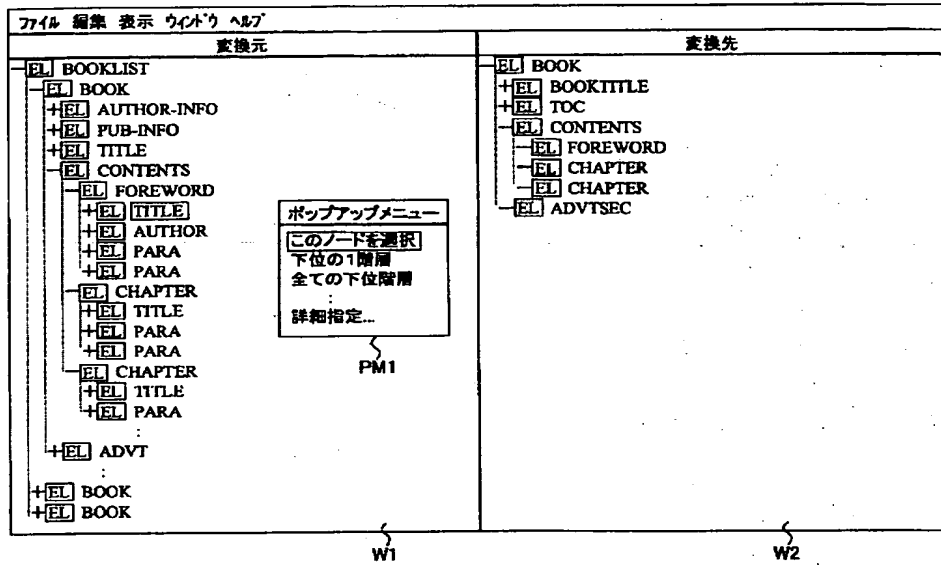 ファイル 編集 表示 ウィンドウ ヘルプ
変換元
EL BOOKLIST
EL BOOK
EL AUTHOR-INFO
EL PUB-INFO
EL TITLE
EL CONTENTS
EL FOREWORD
EL TITLE
EL AUTHOR
EL PARA
EL PARA
EL CHAPTER
EL TITLE
EL PARA
EL PARA
EL CHAPTER
EL TITLE
EL PARA
EL ADVT
EL BOOK
EL BOOK
ポップアップメニュー
このノードを選択
下位の1階層
全ての下位階層
詳細指定...
PM1
変換先
EL BOOK
EL BOOKTITLE
EL TOC
EL CONTENTS
EL FOREWORD
EL CHAPTER
EL CHAPTER
EL ADVTSEC
W1
W2